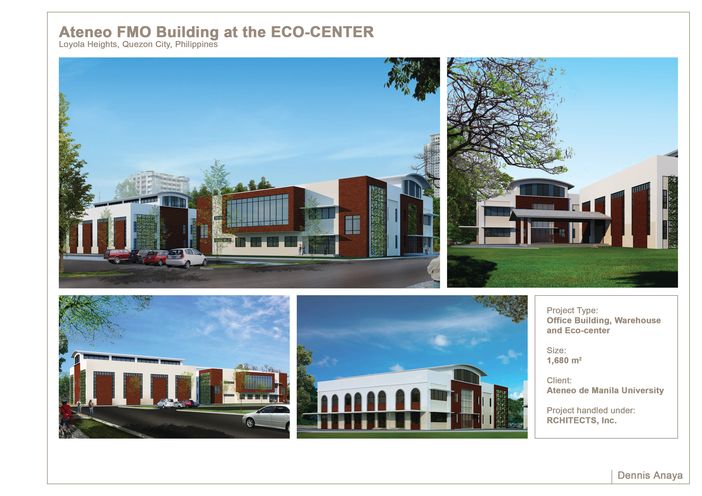 Ateneo FMO Building at the ECO-CENTER
Loyola Heights, Quezon City, Philippines
Project Type:
Office Building, Warehouse
and Eco-center
Size:
1,680 m²
Client:
Ateneo de Manila University
Project handled under:
RCHITECTS, Inc.
Dennis Anaya